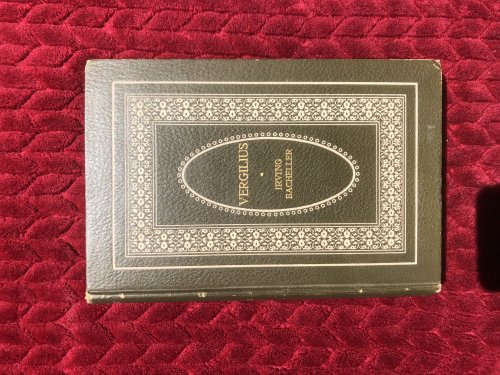 VERGILIUS
•
IRVING
BACHELLER